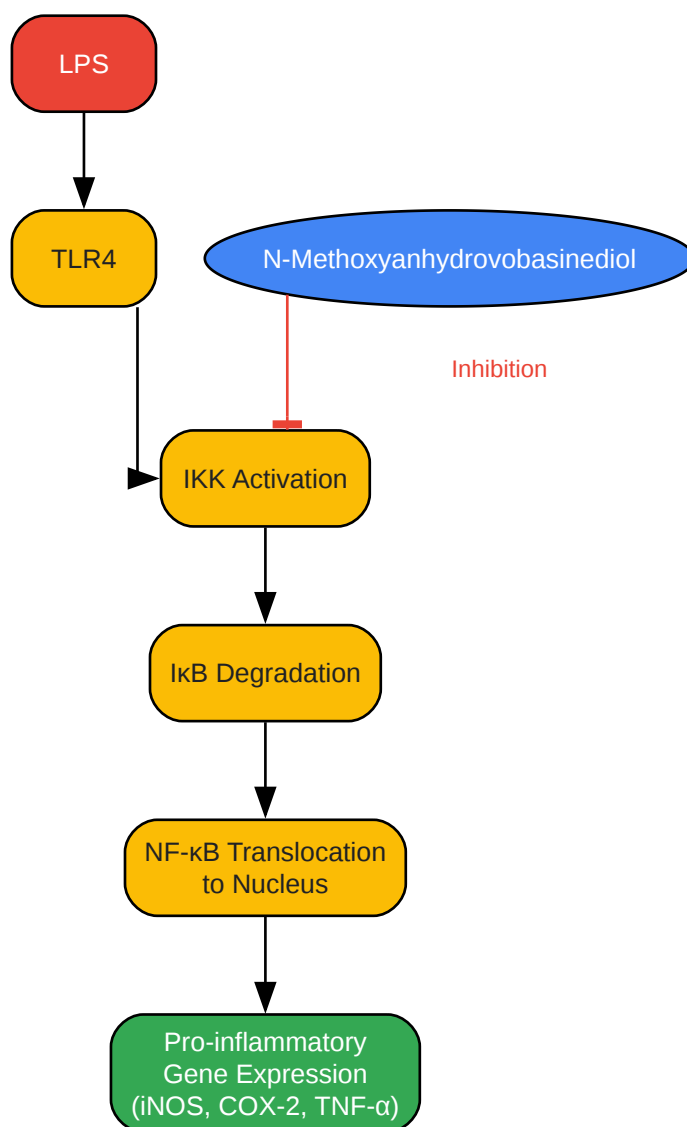 LPS
TLR4
N-Methoxyanhydrovobasinediol
Inhibition
IKK Activation
IκB Degradation
NF-κB Translocation
to Nucleus
Pro-inflammatory
Gene Expression
(iNOS, COX-2, TNF-α)